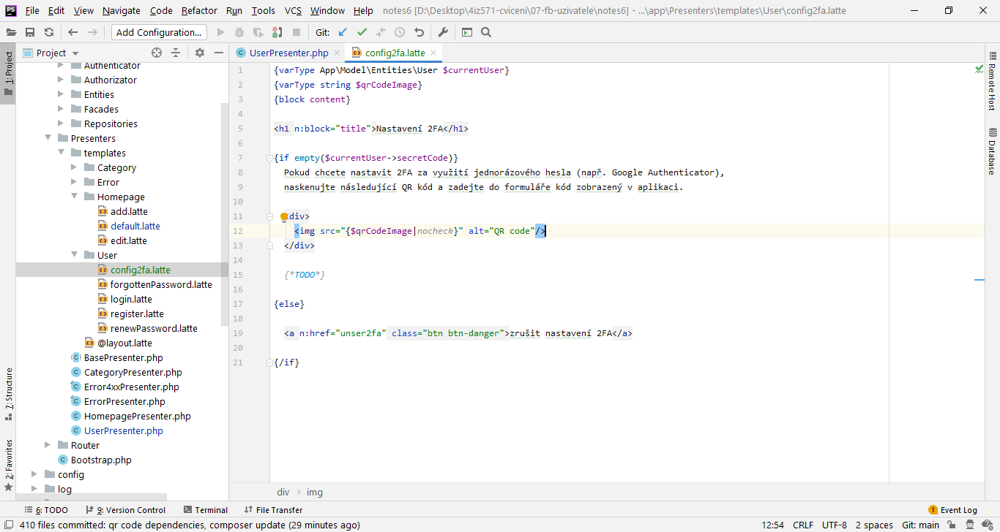 PS File Edit View Navigate Code Refactor Run Tools VCS Window Help notes6 [D:\Desktop\4iz571-cviceni\07-fb-uzivatele\notes6] - ...\app\Presenters\templates\User\config2fa.latte
Add Configuration... Git:
1: Project
7: Structure
2: Favorites
Project
Authenticator
Authorizator
Entities
Facades
Repositories
Presenters
templates
Category
Error
Homepage
add.latte
default.latte
edit.latte
User
config2fa.latte
forgottenPassword.latte
login.latte
register.latte
renewPassword.latte
@layout.latte
BasePresenter.php
CategoryPresenter.php
Error4xxPresenter.php
ErrorPresenter.php
HomepagePresenter.php
UserPresenter.php
Router
Bootstrap.php
config
log
UserPresenter.php config2fa.latte
1 {varType App\Model\Entities\User $currentUser}
2 {varType string $qrCodeImage}
3 {block content}
4
5 <h1 n:block="title">Nastavení 2FA</h1>
6
7 {if empty($currentUser->secretCode)}
8 Pokud chcete nastavit 2FA za využití jednorázového hesla (např. Google Authenticator),
9 naskenujte následující QR kód a zadejte do formuláře kód zobrazený v aplikaci.
10
11 <div>
12 <img src="{$qrCodeImage|nocheck}" alt="QR code"/>
13 </div>
14
15 {*TODO*}
16
17 {else}
18
19 <a n:href="unser2fa" class="btn btn-danger">zrušit nastavení 2FA</a>
20
21 {/if}
div › img
Remote Host
Database
6: TODO 9: Version Control Terminal File Transfer 1 Event Log
410 files committed: qr code dependencies, composer update (29 minutes ago) 12:54 CRLF UTF-8 2 spaces Git: main